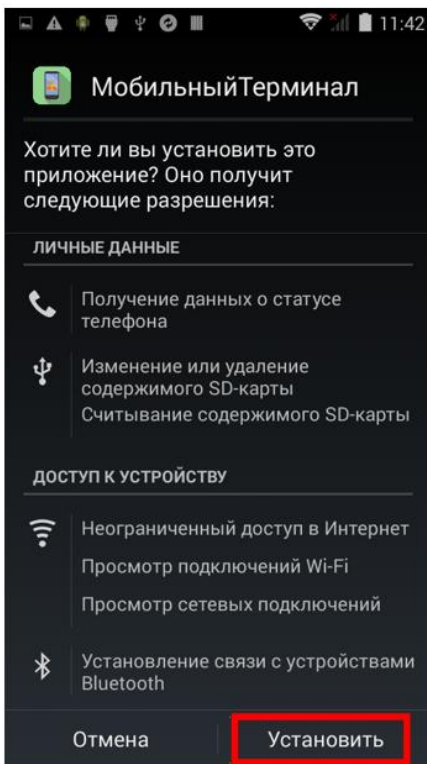 11:42
МобильныйТерминал
Хотите ли вы установить это
приложение? Оно получит
следующие разрешения:
ЛИЧНЫЕ ДАННЫЕ
Получение данных о статусе
телефона
Изменение или удаление
содержимого SD-карты
Считывание содержимого SD-карты
ДОСТУП К УСТРОЙСТВУ
Неограниченный доступ в Интернет
Просмотр подключений Wi-Fi
Просмотр сетевых подключений
Установление связи с устройствами
Bluetooth
Отмена
Установить